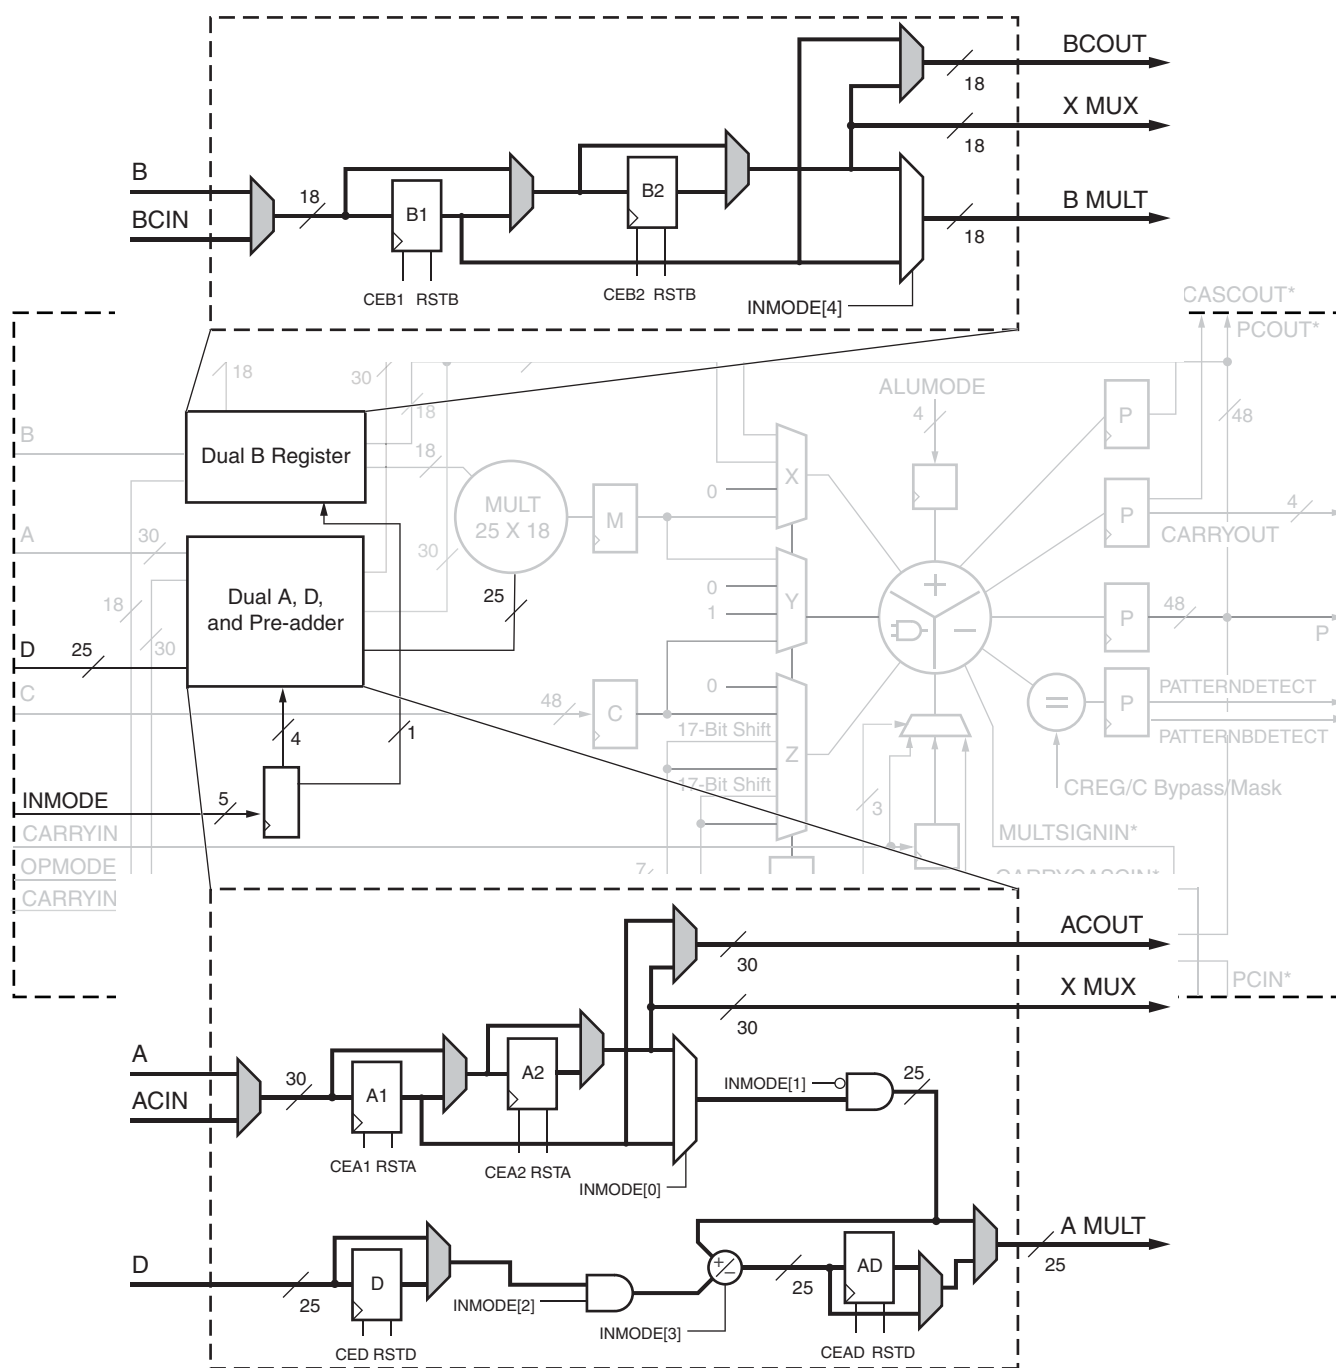 BCOUT
18
X MUX
18
B
18
BCIN
B1
B2
B MULT
18
CEB1 RSTB
CEB2 RSTB
INMODE[4]
CASCOUT*
PCOUT*
18
30
18
ALUMODE
4
P
48
B
Dual B Register
18
X
0
MULT
25 X 18
M
P
4
CARRYOUT
A
30
30
Dual A, D,
and Pre-adder
25
0
Y
1
18
30
P
48
P
D
25
C
48
C
0
17-Bit Shift
Z
17-Bit Shift
=
P
PATTERNDETECT
PATTERNBDETECT
4
1
INMODE
5
3
CREG/C Bypass/Mask
CARRYIN
MULTSIGNIN*
OPMODE
7
CARRYCASCIN*
CARRYIN
ACOUT
30
PCIN*
X MUX
30
A
30
ACIN
A1
A2
INMODE[1]
25
CEA1 RSTA
CEA2 RSTA
INMODE[0]
A MULT
25
D
25
D
INMODE[2]
+
−
25
AD
INMODE[3]
CED RSTD
CEAD RSTD